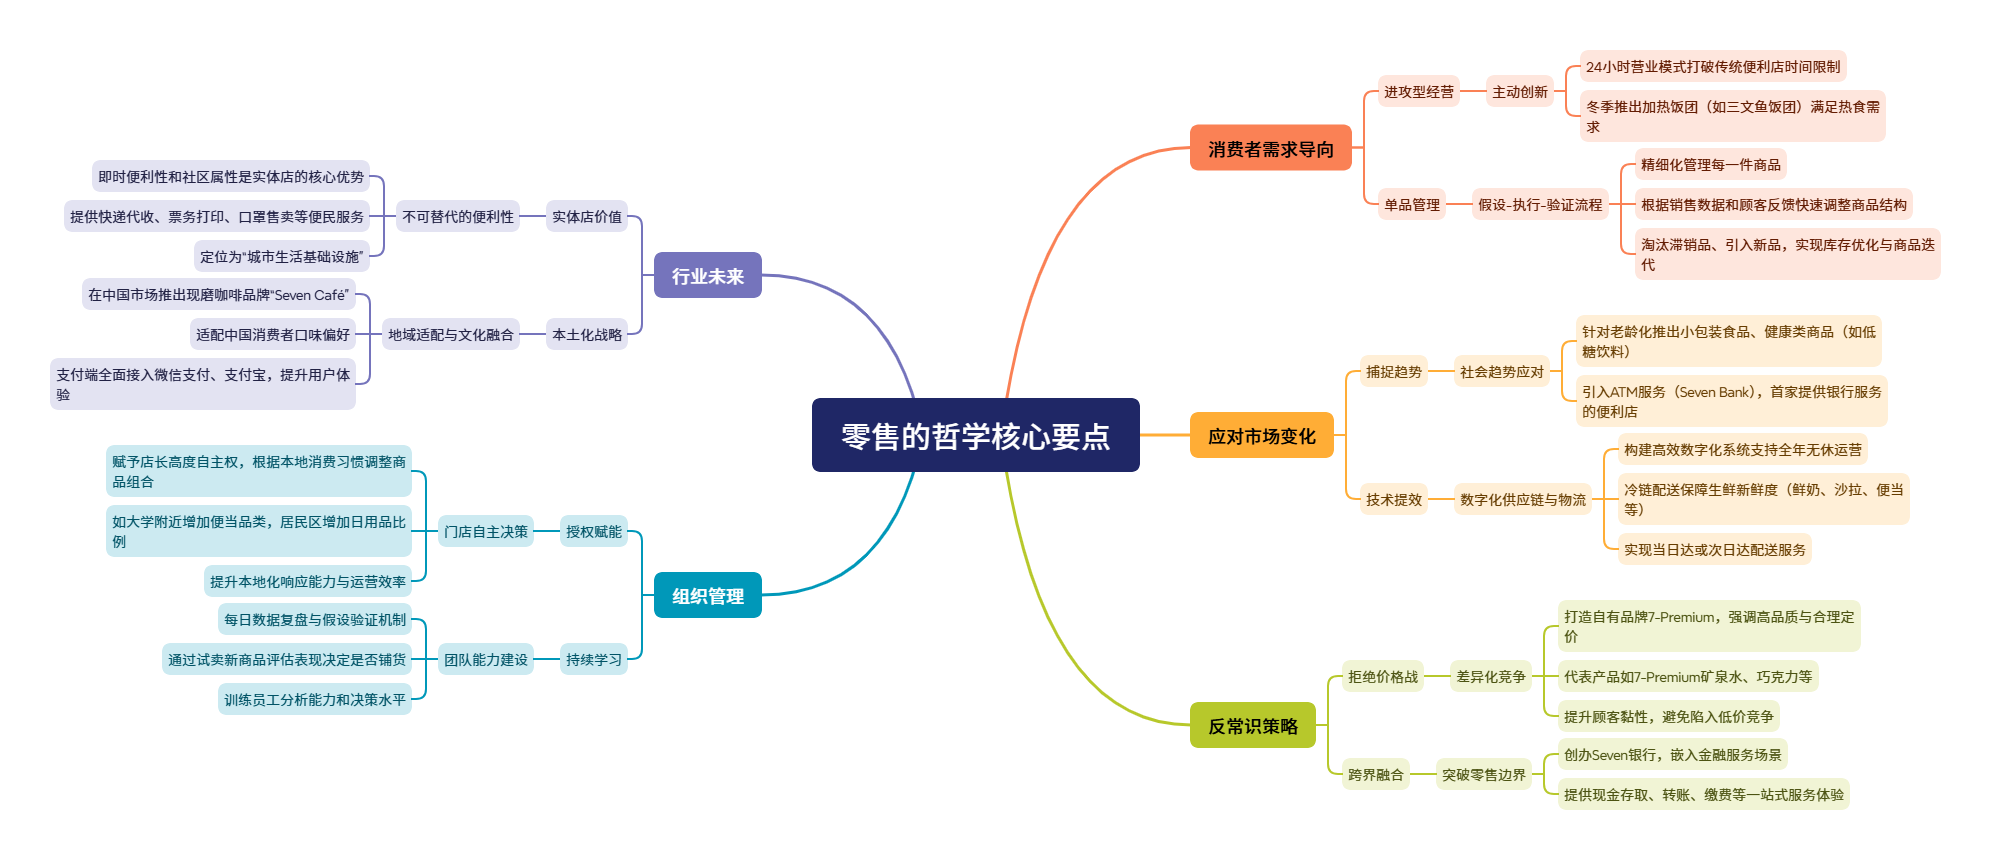 零售的哲学核心要点
消费者需求导向
进攻型经营
主动创新
24小时营业模式打破传统便利店时间限制
冬季推出加热饭团（如三文鱼饭团）满足热食需
求
单品管理
假设-执行-验证流程
精细化管理每一件商品
根据销售数据和顾客反馈快速调整商品结构
淘汰滞销品、引入新品，实现库存优化与商品迭
代
应对市场变化
捕捉趋势
社会趋势应对
针对老龄化推出小包装食品、健康类商品（如低
糖饮料）
引入ATM服务（Seven Bank），首家提供银行服务
的便利店
技术提效
数字化供应链与物流
构建高效数字化系统支持全年无休运营
冷链配送保障生鲜新鲜度（鲜奶、沙拉、便当
等）
实现当日达或次日达配送服务
反常识策略
拒绝价格战
差异化竞争
打造自有品牌7-Premium，强调高品质与合理定
价
代表产品如7-Premium矿泉水、巧克力等
提升顾客黏性，避免陷入低价竞争
跨界融合
突破零售边界
创办Seven银行，嵌入金融服务场景
提供现金存取、转账、缴费等一站式服务体验
行业未来
实体店价值
不可替代的便利性
即时便利性和社区属性是实体店的核心优势
提供快递代收、票务打印、口罩售卖等便民服务
定位为“城市生活基础设施”
本土化战略
地域适配与文化融合
在中国市场推出现磨咖啡品牌“Seven Café”
适配中国消费者口味偏好
支付端全面接入微信支付、支付宝，提升用户体
验
组织管理
授权赋能
门店自主决策
赋予店长高度自主权，根据本地消费习惯调整商
品组合
如大学附近增加便当品类，居民区增加日用品比
例
提升本地化响应能力与运营效率
持续学习
团队能力建设
每日数据复盘与假设验证机制
通过试卖新商品评估表现决定是否铺货
训练员工分析能力和决策水平